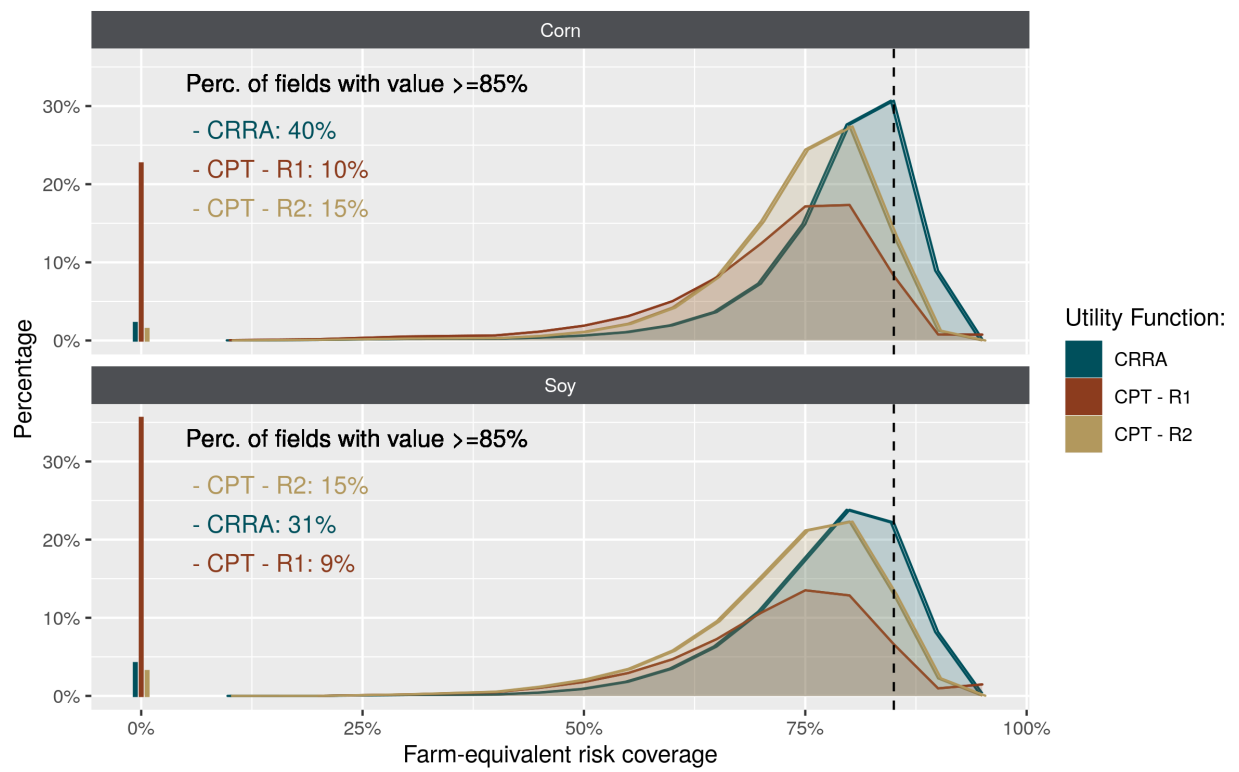 Corn
Perc. of fields with value >=85%
- CRRA: 40%
- CPT - R1: 10%
- CPT - R2: 15%
30%
20%
10%
0%
Soy
Perc. of fields with value >=85%
- CPT - R2: 15%
- CRRA: 31%
- CPT - R1: 9%
30%
20%
10%
0%
0% 25% 50% 75% 100%
Farm-equivalent risk coverage
Percentage
Utility Function:
CRRA
CPT - R1
CPT - R2